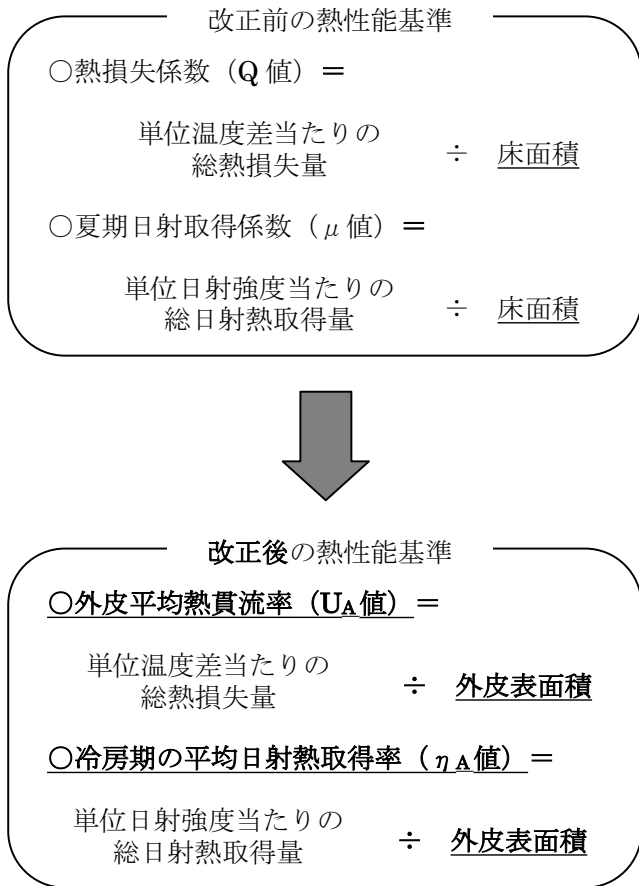 改正前の熱性能基準
○熱損失係数（Q 値）＝
単位温度差当たりの
総熱損失量
÷ 床面積
○夏期日射取得係数（μ 値）＝
単位日射強度当たりの
総日射熱取得量
÷ 床面積
改正後の熱性能基準
○外皮平均熱貫流率（UA値）＝
単位温度差当たりの
総熱損失量
÷ 外皮表面積
○冷房期の平均日射熱取得率（ηA値）＝
単位日射強度当たりの
総日射熱取得量
÷ 外皮表面積